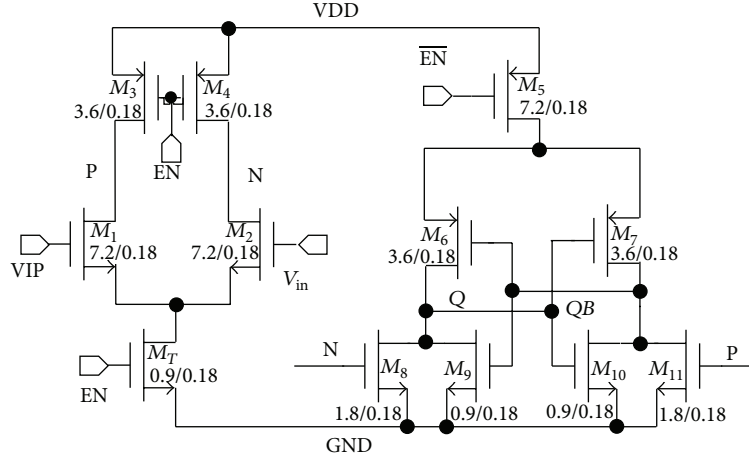 VDD
EN
M3
3.6/0.18
M4
3.6/0.18
M5
7.2/0.18
EN
P
N
M1
7.2/0.18
M2
7.2/0.18
VIP
Vin
M6
3.6/0.18
M7
3.6/0.18
Q
QB
MT
0.9/0.18
EN
N
M8
1.8/0.18
M9
0.9/0.18
M10
0.9/0.18
M11
1.8/0.18
P
GND